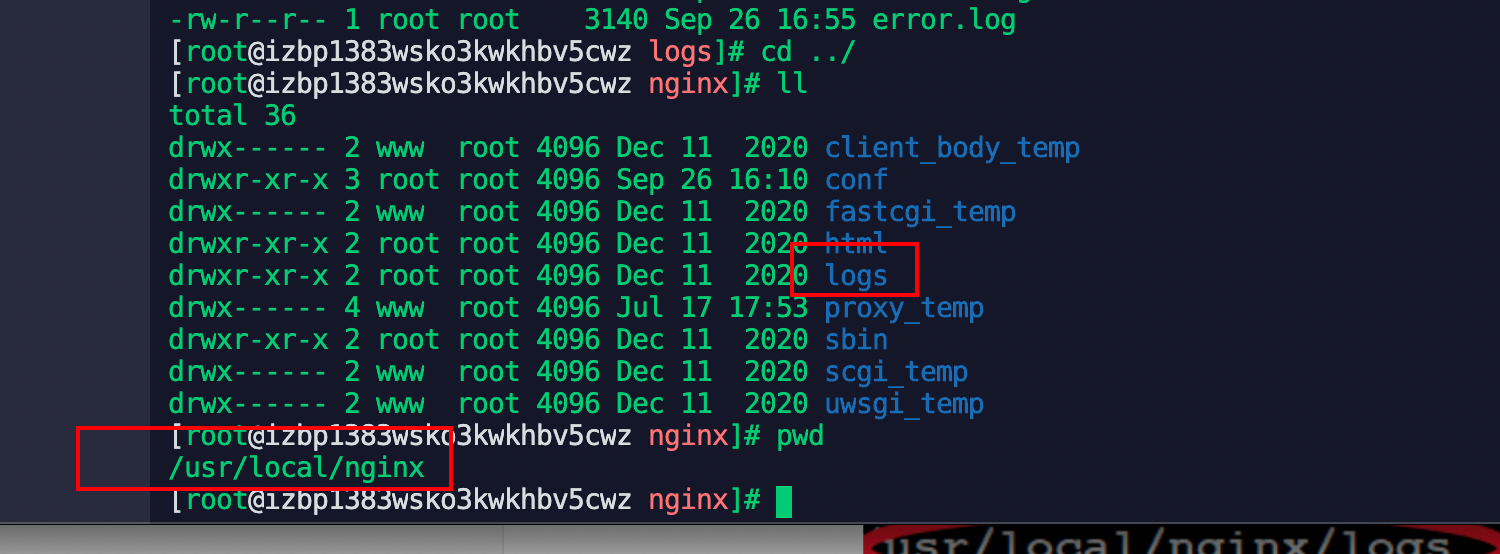 -rw-r--r-- 1 root root    3140 Sep 26 16:55 error.log
[root@izbp1383wsko3kwkhbv5cwz logs]# cd ../
[root@izbp1383wsko3kwkhbv5cwz nginx]# ll
total 36
drwx------ 2 www  root 4096 Dec 11  2020 client_body_temp
drwxr-xr-x 3 root root 4096 Sep 26 16:10 conf
drwx------ 2 www  root 4096 Dec 11  2020 fastcgi_temp
drwxr-xr-x 2 root root 4096 Dec 11  2020 html
drwxr-xr-x 2 root root 4096 Dec 11  2020 logs
drwx------ 4 www  root 4096 Jul 17 17:53 proxy_temp
drwxr-xr-x 2 root root 4096 Dec 11  2020 sbin
drwx------ 2 www  root 4096 Dec 11  2020 scgi_temp
drwx------ 2 www  root 4096 Dec 11  2020 uwsgi_temp
[root@izbp1383wsko3kwkhbv5cwz nginx]# pwd
/usr/local/nginx
[root@izbp1383wsko3kwkhbv5cwz nginx]#
usr/local/nginx/logs